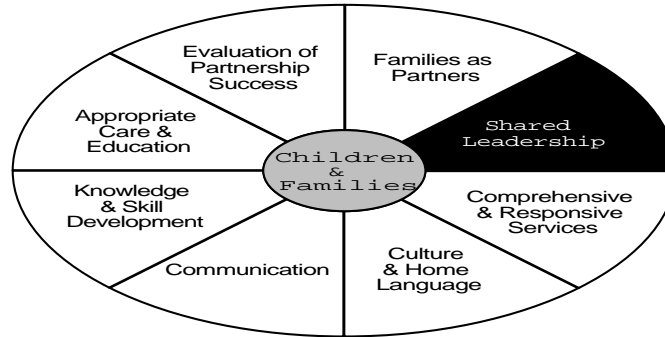 Evaluation of
Partnership
Success
Families as
Partners
Shared
Leadership
Comprehensive
& Responsive
Services
Culture
& Home
Language
Communication
Knowledge
& Skill
Development
Appropriate
Care &
Education
Children
&
Families